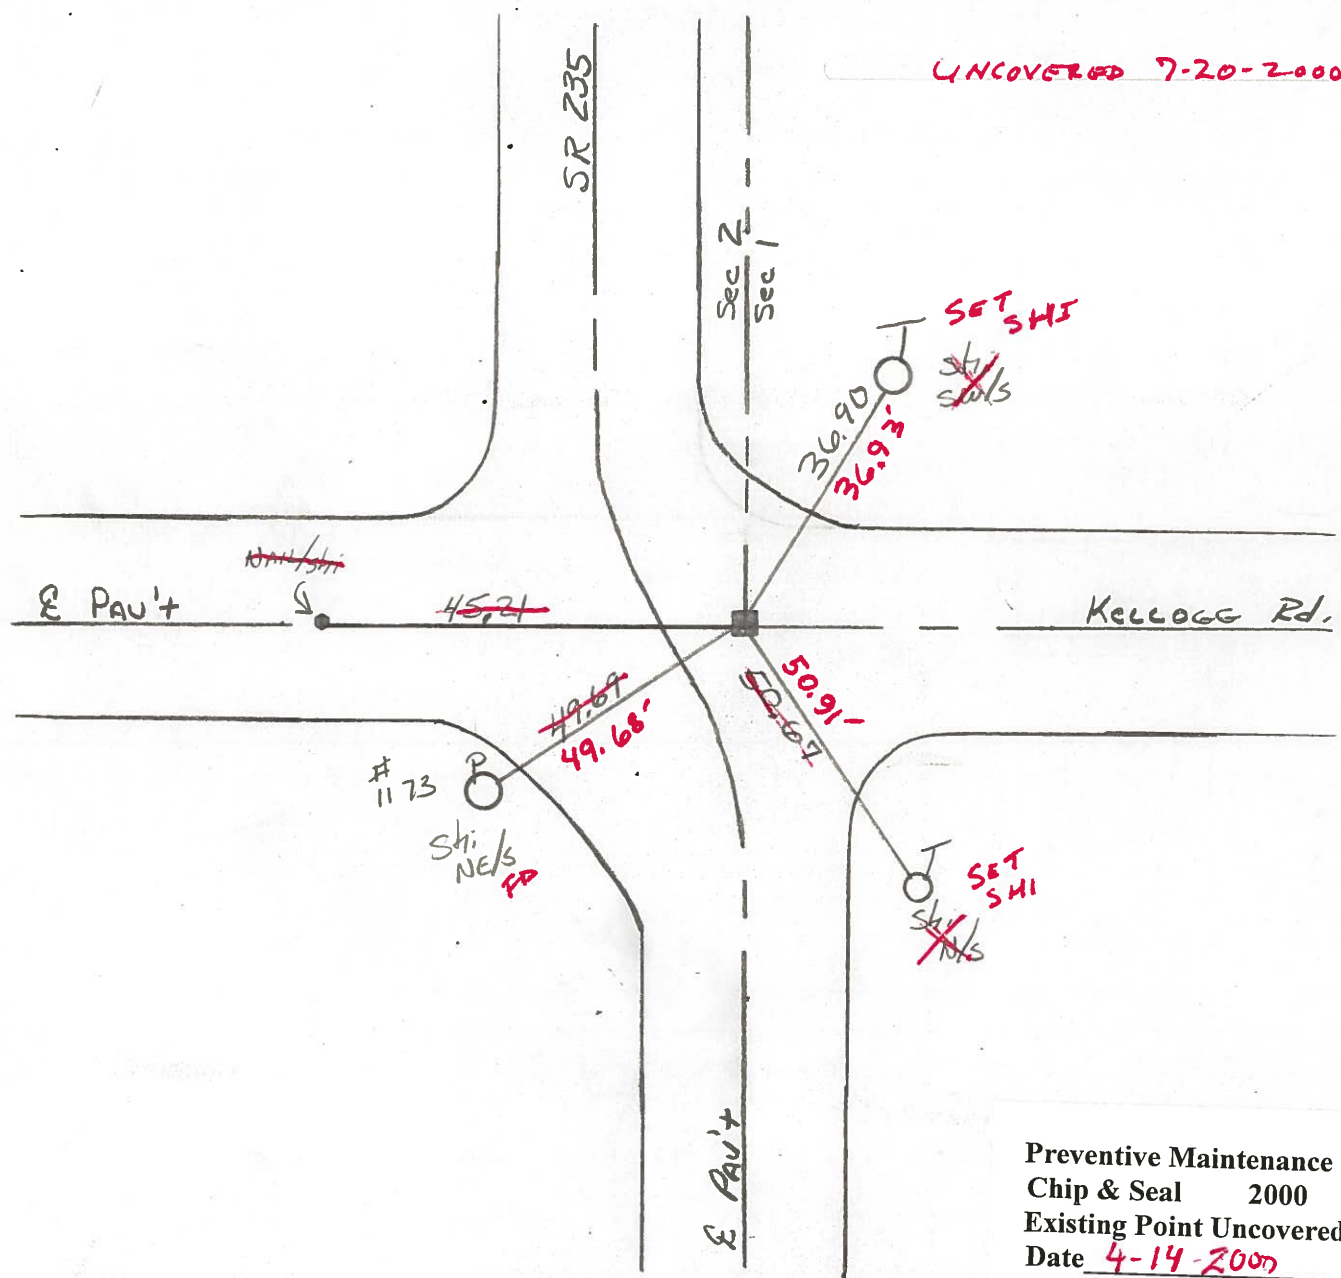 UNCOVERED 7-20-2000
SR 235
Sec 2
Sec 1
SET
SHI
Shi
SW/S
36.90
36.93'
Nail/Shi
℄ PAV't
45.21
KELLOGG Rd.
49.69
49.68'
50.91'
50.67
#
1173
P
Shi
NE/S
FD
SET
SHI
Shi
N/S
℄ PAV't
Preventive Maintenance
Chip & Seal 2000
Existing Point Uncovered
Date 4-14-2000